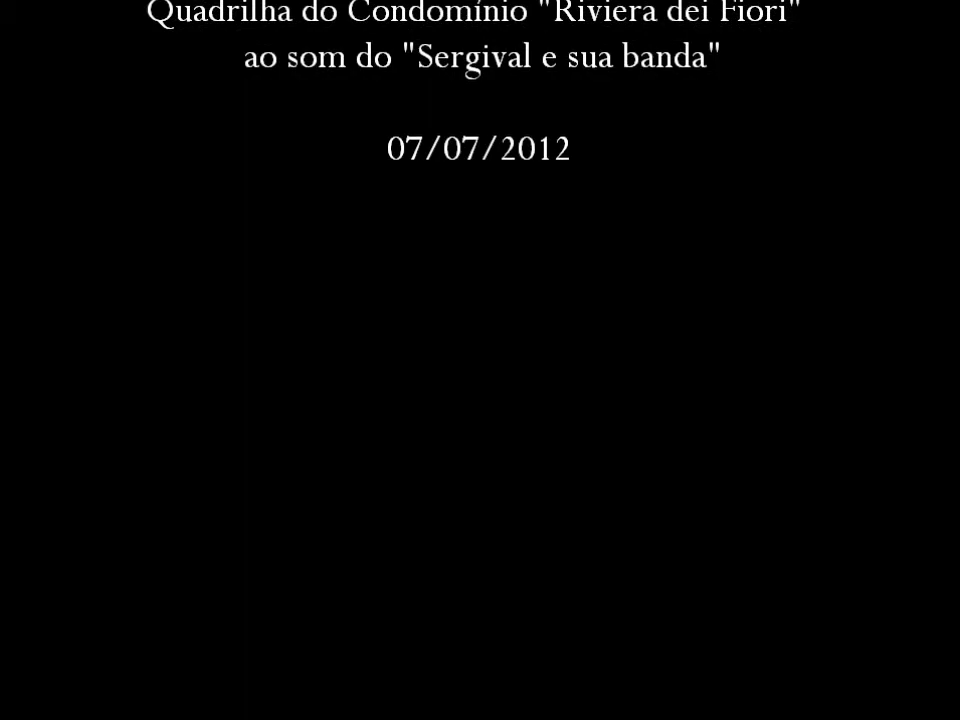 Quadrilha do Condomínio "Riviera dei Fiori"
ao som do "Sergival e sua banda"
07/07/2012